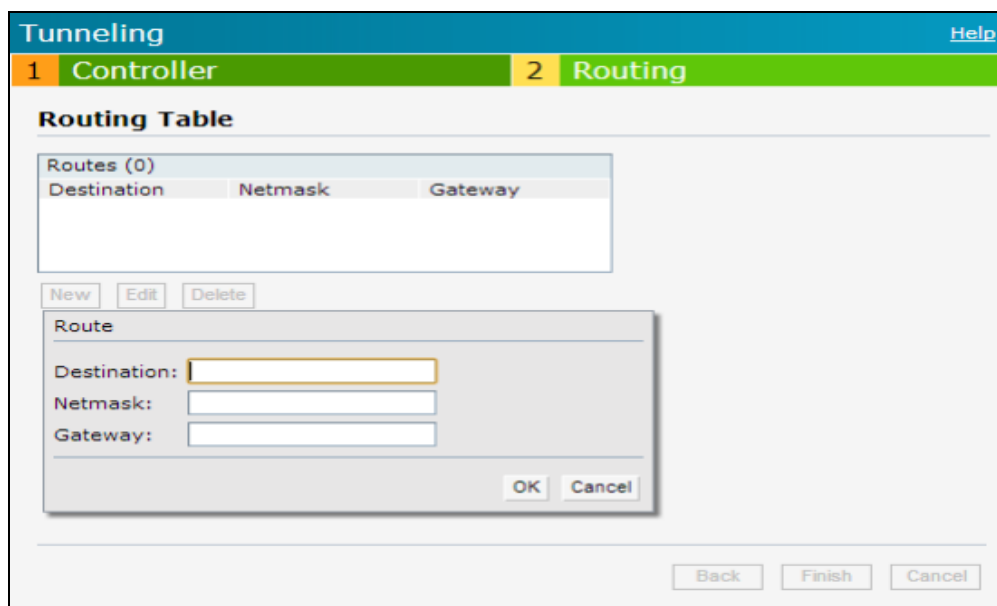 Tunneling Help
1 Controller 2 Routing
Routing Table
Routes (0)
Destination Netmask Gateway
New Edit Delete
Route
Destination:
Netmask:
Gateway:
OK Cancel
Back Finish Cancel